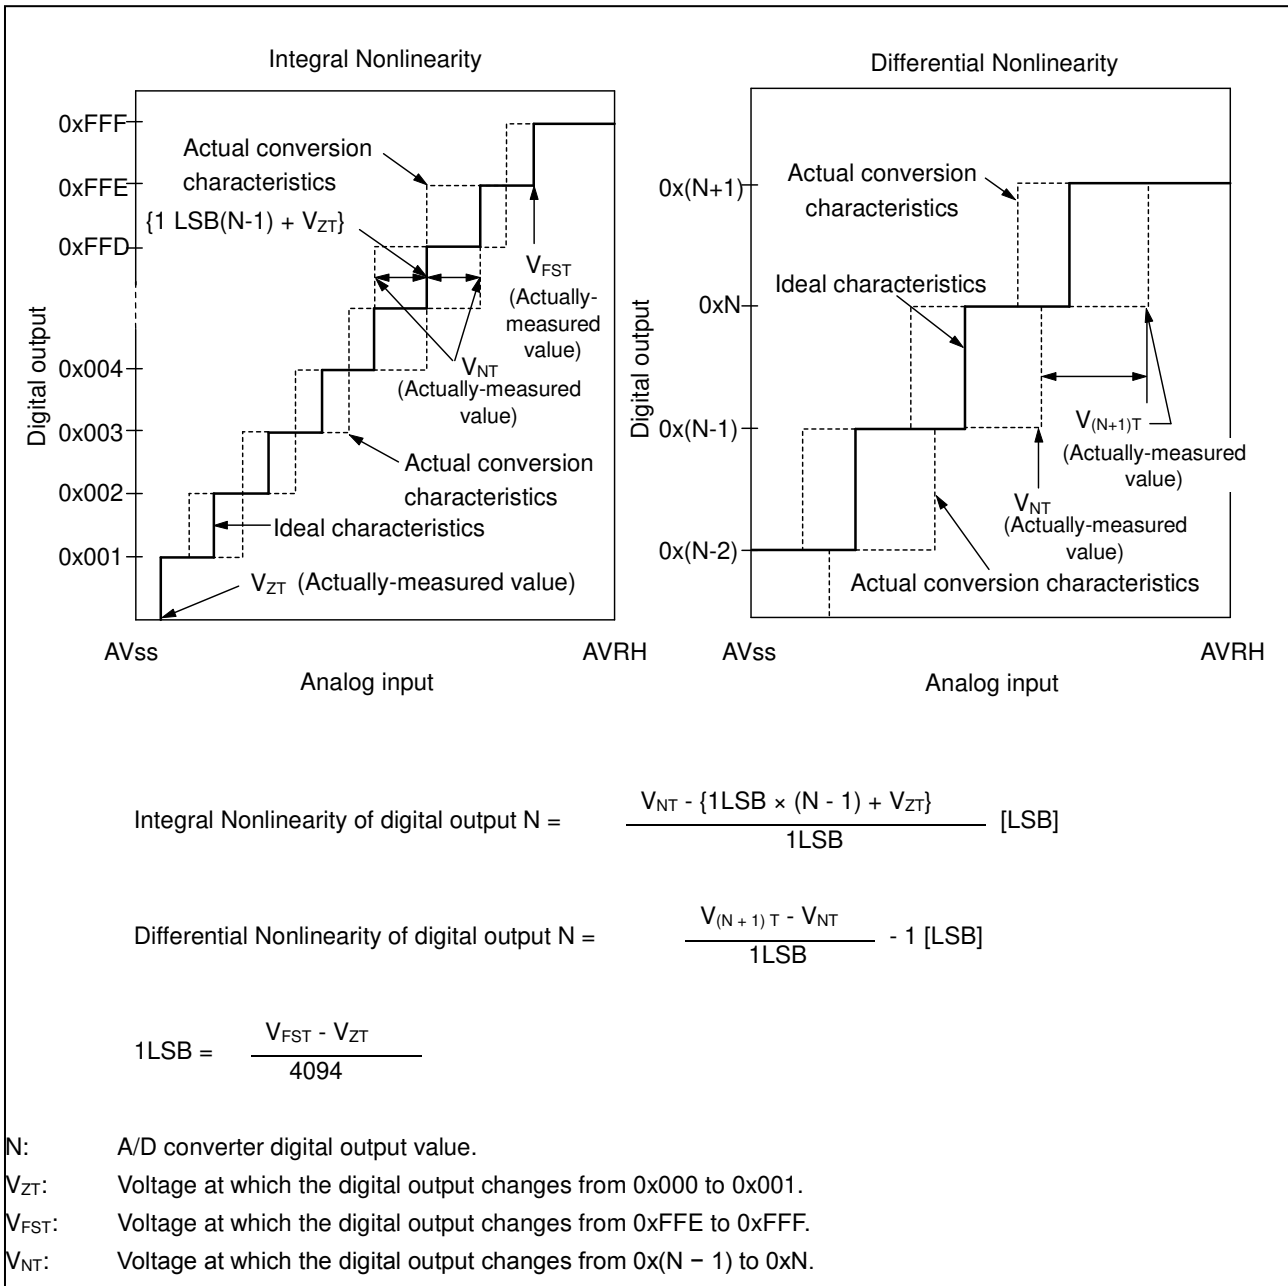 Integral Nonlinearity
0xFFF
0xFFE
0xFFD
0x004
0x003
0x002
0x001
Digital output
Actual conversion
characteristics
{1 LSB(N-1) + VZT}
VFST
(Actually-
measured
value)
VNT
(Actually-measured
value)
Actual conversion
characteristics
Ideal characteristics
VZT (Actually-measured value)
AVss
AVRH
Analog input
Differential Nonlinearity
0x(N+1)
0xN
0x(N-1)
0x(N-2)
Digital output
Actual conversion
characteristics
Ideal characteristics
V(N+1)T
(Actually-measured
value)
VNT
(Actually-measured
value)
Actual conversion characteristics
AVss
AVRH
Analog input
Integral Nonlinearity of digital output N = VNT - {1LSB × (N - 1) + VZT} / 1LSB [LSB]
Differential Nonlinearity of digital output N = V(N + 1) T - VNT / 1LSB - 1 [LSB]
1LSB = VFST - VZT / 4094
N: A/D converter digital output value.
VZT: Voltage at which the digital output changes from 0x000 to 0x001.
VFST: Voltage at which the digital output changes from 0xFFE to 0xFFF.
VNT: Voltage at which the digital output changes from 0x(N − 1) to 0xN.